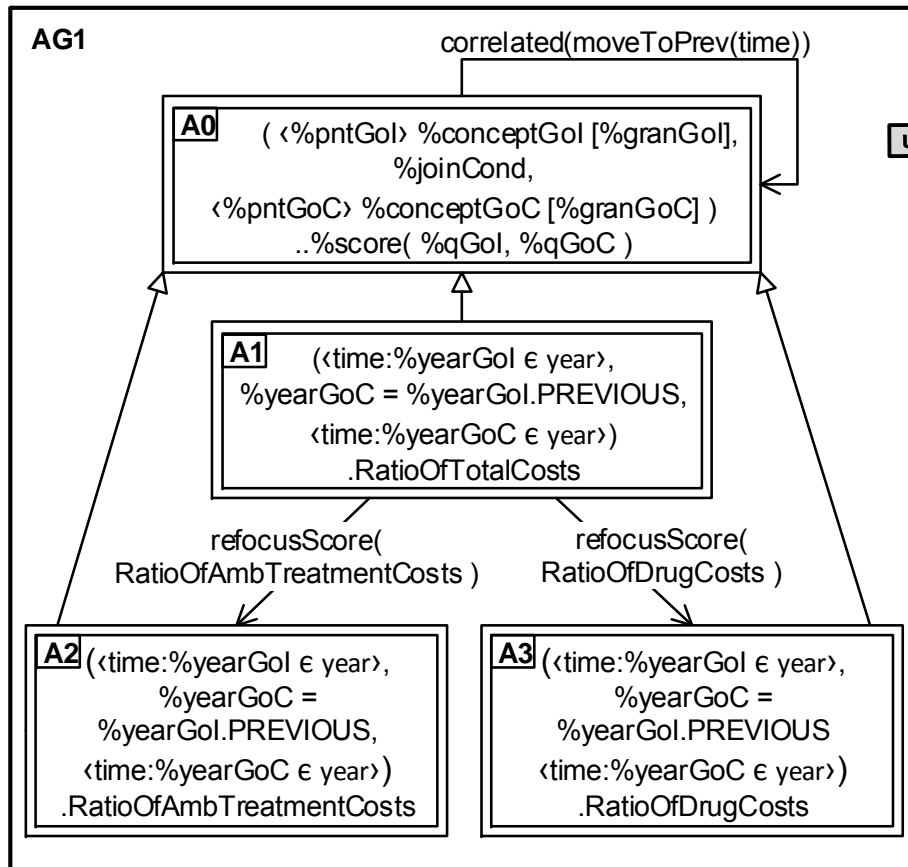 AG1
correlated(moveToPrev(time))
A0
( ‹%pntGoI› %conceptGoI [%granGoI],
%joinCond,
‹%pntGoC› %conceptGoC [%granGoC] )
..%score( %qGoI, %qGoC )
A1
(‹time:%yearGoI ϵ year›,
%yearGoC = %yearGoI.PREVIOUS,
‹time:%yearGoC ϵ year›)
.RatioOfTotalCosts
refocusScore(
RatioOfAmbTreatmentCosts )
refocusScore(
RatioOfDrugCosts )
A2
(‹time:%yearGoI ϵ year›,
%yearGoC =
%yearGoI.PREVIOUS,
‹time:%yearGoC ϵ year›)
.RatioOfAmbTreatmentCosts
A3
(‹time:%yearGoI ϵ year›,
%yearGoC =
%yearGoI.PREVIOUS
‹time:%yearGoC ϵ year›)
.RatioOfDrugCosts